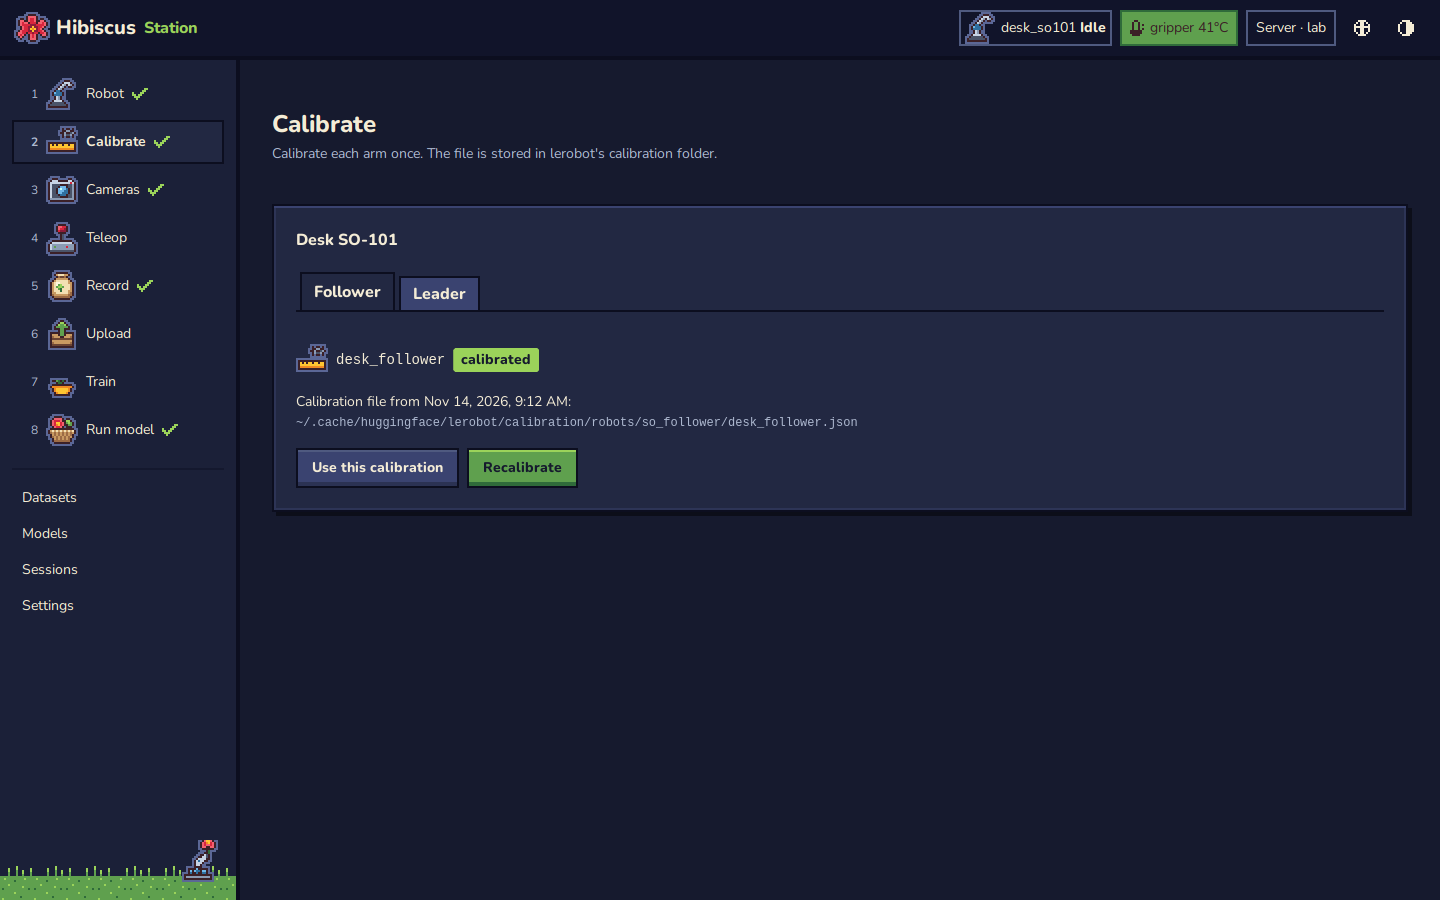 Hibiscus Station
desk_so101 Idle
gripper 41°C
Server · lab
1 Robot
2 Calibrate
3 Cameras
4 Teleop
5 Record
6 Upload
7 Train
8 Run model
Datasets
Models
Sessions
Settings
Calibrate
Calibrate each arm once. The file is stored in lerobot's calibration folder.
Desk SO-101
Follower Leader
desk_follower calibrated
Calibration file from Nov 14, 2026, 9:12 AM:
~/.cache/huggingface/lerobot/calibration/robots/so_follower/desk_follower.json
Use this calibration Recalibrate